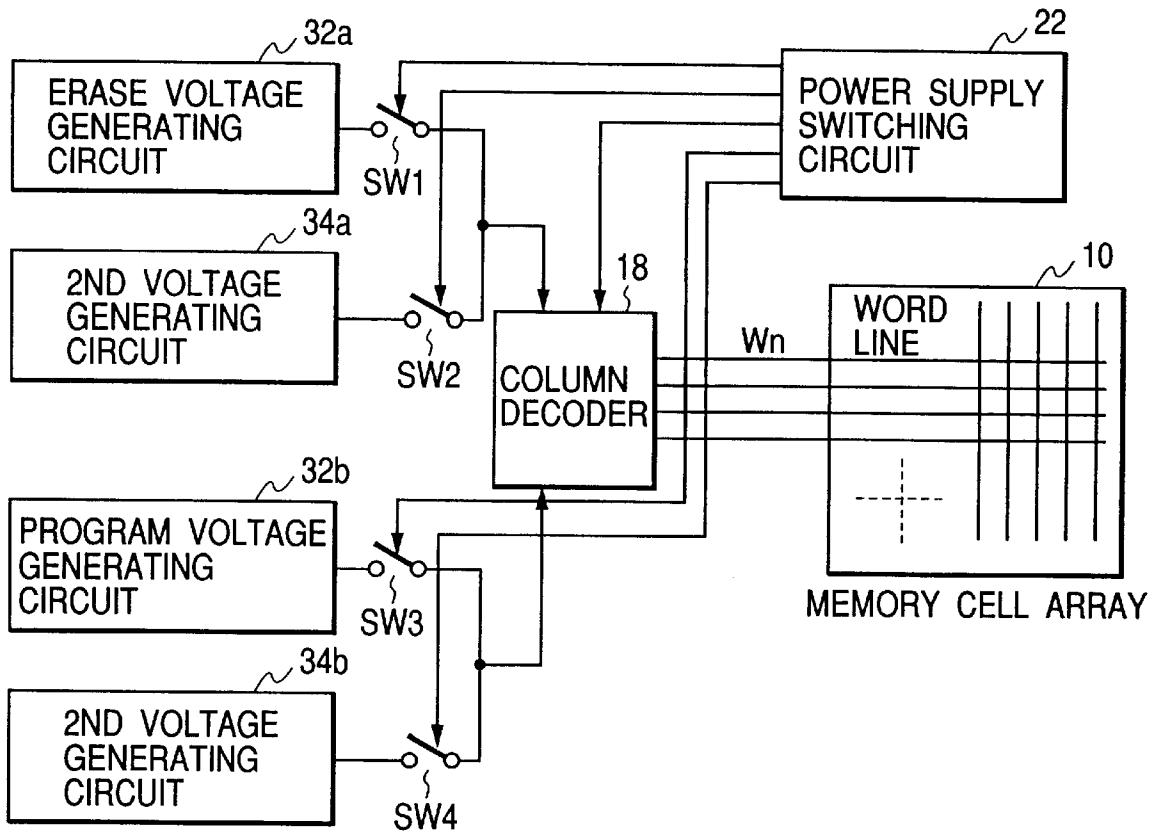 32a
ERASE VOLTAGE
GENERATING
CIRCUIT
SW1
22
POWER SUPPLY
SWITCHING
CIRCUIT
34a
2ND VOLTAGE
GENERATING
CIRCUIT
SW2
18
COLUMN
DECODER
Wn
10
WORD
LINE
MEMORY CELL ARRAY
32b
PROGRAM VOLTAGE
GENERATING
CIRCUIT
SW3
34b
2ND VOLTAGE
GENERATING
CIRCUIT
SW4